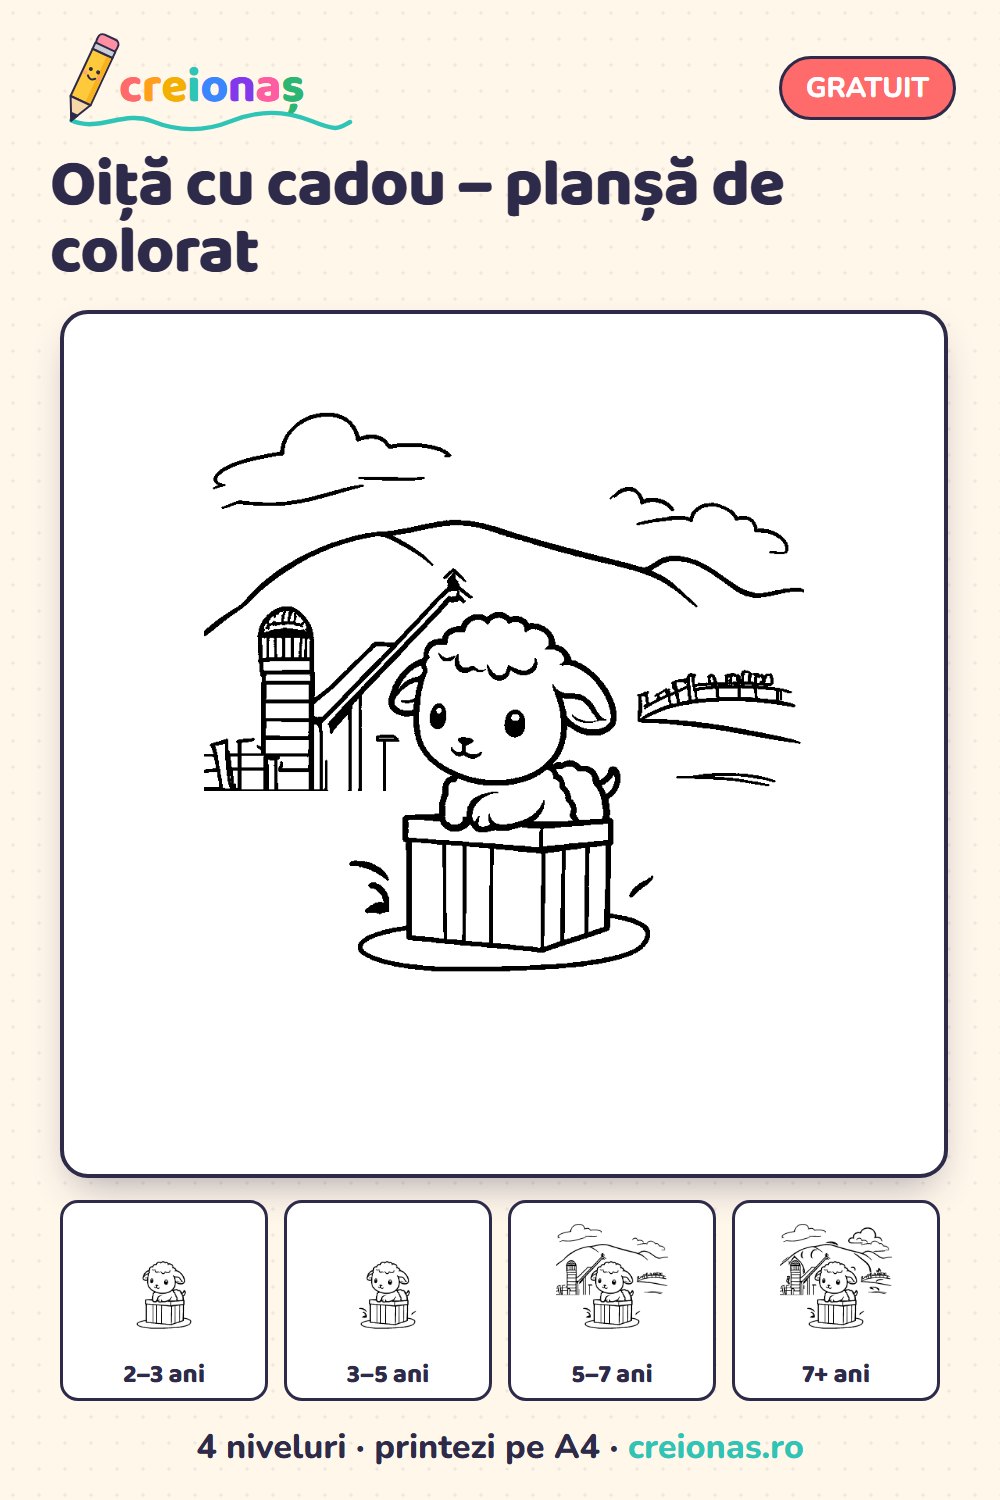 creionaș
GRATUIT
Oiță cu cadou – planșă de
colorat
2–3 ani
3–5 ani
5–7 ani
7+ ani
4 niveluri · printezi pe A4 · creionas.ro